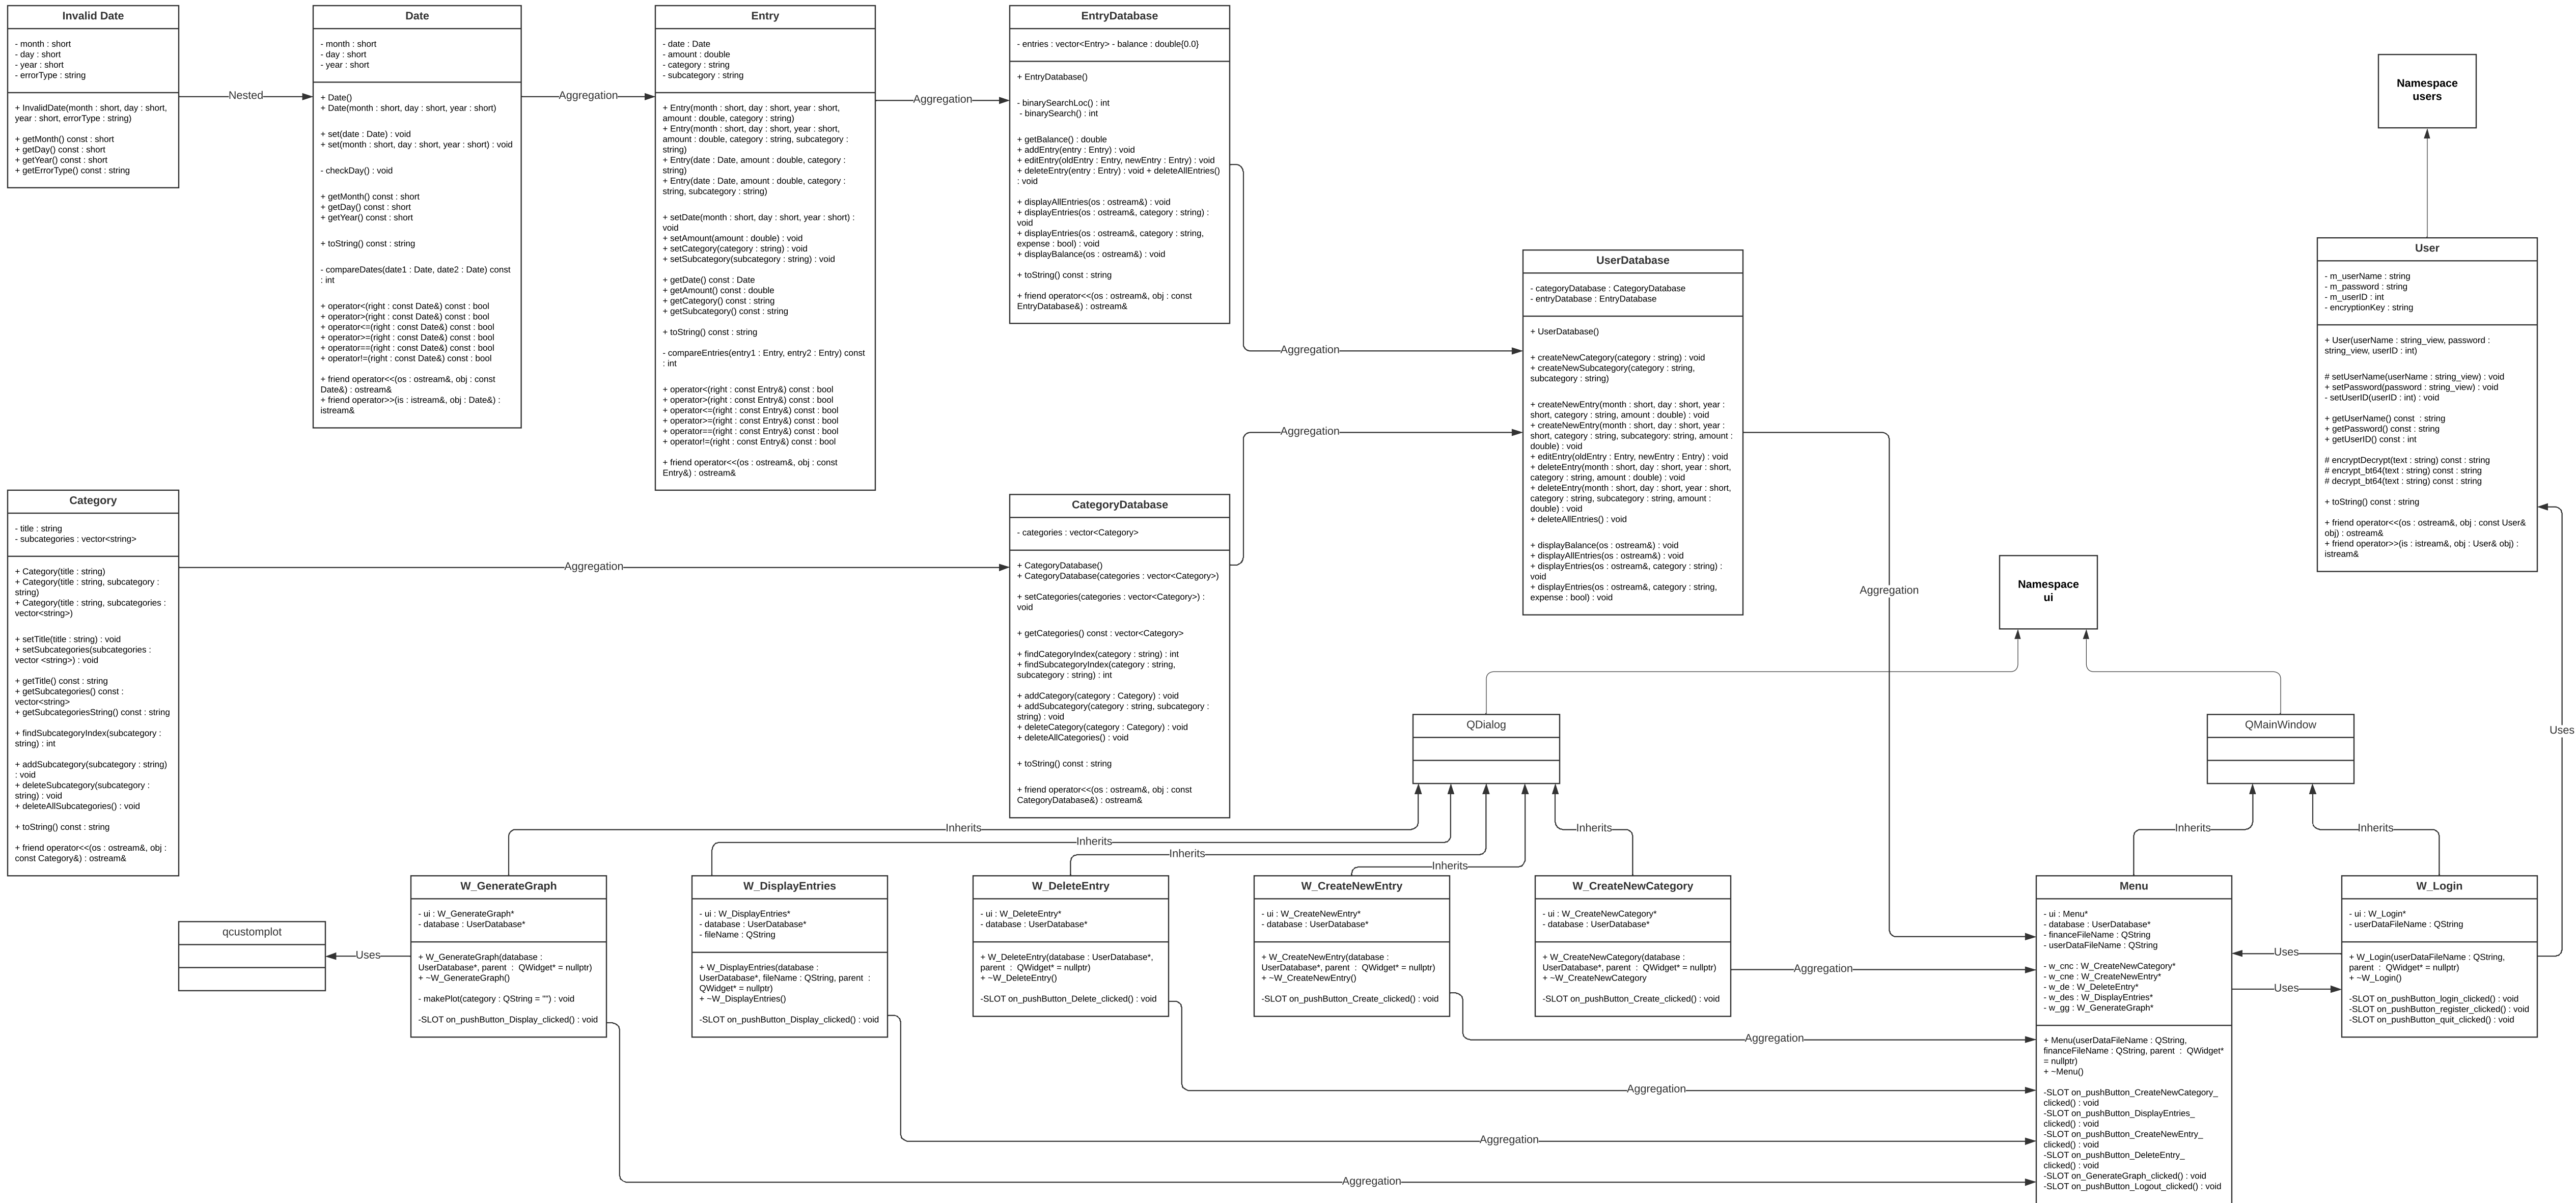 Invalid Date
- month : short
- day : short
- year : short
- errorType : string
+ InvalidDate(month : short, day : short,
year : short, errorType : string)
+ getMonth() const : short
+ getDay() const : short
+ getYear() const : short
+ getErrorType() const : string
Nested
Date
- month : short
- day : short
- year : short
+ Date()
+ Date(month : short, day : short, year : short)
+ set(date : Date) : void
+ set(month : short, day : short, year : short) : void
- checkDay() : void
+ getMonth() const : short
+ getDay() const : short
+ getYear() const : short
+ toString() const : string
- compareDates(date1 : Date, date2 : Date) const
: int
+ operator<(right : const Date&) const : bool
+ operator>(right : const Date&) const : bool
+ operator<=(right : const Date&) const : bool
+ operator>=(right : const Date&) const : bool
+ operator==(right : const Date&) const : bool
+ operator!=(right : const Date&) const : bool
+ friend operator<<(os : ostream&, obj : const
Date&) : ostream&
+ friend operator>>(is : istream&, obj : Date&) :
istream&
Aggregation
Entry
- date : Date
- amount : double
- category : string
- subcategory : string
+ Entry(month : short, day : short, year : short,
amount : double, category : string)
+ Entry(month : short, day : short, year : short,
amount : double, category : string, subcategory :
string)
+ Entry(date : Date, amount : double, category :
string)
+ Entry(date : Date, amount : double, category :
string, subcategory : string)
+ setDate(month : short, day : short, year : short) :
void
+ setAmount(amount : double) : void
+ setCategory(category : string) : void
+ setSubcategory(subcategory : string) : void
+ getDate() const : Date
+ getAmount() const : double
+ getCategory() const : string
+ getSubcategory() const : string
+ toString() const : string
- compareEntries(entry1 : Entry, entry2 : Entry) const
: int
+ operator<(right : const Entry&) const : bool
+ operator>(right : const Entry&) const : bool
+ operator<=(right : const Entry&) const : bool
+ operator>=(right : const Entry&) const : bool
+ operator==(right : const Entry&) const : bool
+ operator!=(right : const Entry&) const : bool
+ friend operator<<(os : ostream&, obj : const
Entry&) : ostream&
Aggregation
EntryDatabase
- entries : vector<Entry> - balance : double{0.0}
+ EntryDatabase()
- binarySearchLoc() : int
- binarySearch() : int
+ getBalance() : double
+ addEntry(entry : Entry) : void
+ editEntry(oldEntry : Entry, newEntry : Entry) : void
+ deleteEntry(entry : Entry) : void + deleteAllEntries()
: void
+ displayAllEntries(os : ostream&) : void
+ displayEntries(os : ostream&, category : string) :
void
+ displayEntries(os : ostream&, category : string,
expense : bool) : void
+ displayBalance(os : ostream&) : void
+ toString() const : string
+ friend operator<<(os : ostream&, obj : const
EntryDatabase&) : ostream&
Aggregation
Category
- title : string
- subcategories : vector<string>
+ Category(title : string)
+ Category(title : string, subcategory :
string)
+ Category(title : string, subcategories :
vector<string>)
+ setTitle(title : string) : void
+ setSubcategories(subcategories :
vector <string>) : void
+ getTitle() const : string
+ getSubcategories() const :
vector<string>
+ getSubcategoriesString() const : string
+ findSubcategoryIndex(subcategory :
string) : int
+ addSubcategory(subcategory : string)
: void
+ deleteSubcategory(subcategory :
string) : void
+ deleteAllSubcategories() : void
+ toString() const : string
+ friend operator<<(os : ostream&, obj :
const Category&) : ostream&
Aggregation
CategoryDatabase
- categories : vector<Category>
+ CategoryDatabase()
+ CategoryDatabase(categories : vector<Category>)
+ setCategories(categories : vector<Category>) :
void
+ getCategories() const : vector<Category>
+ findCategoryIndex(category : string) : int
+ findSubcategoryIndex(category : string,
subcategory : string) : int
+ addCategory(category : Category) : void
+ addSubcategory(category : string, subcategory :
string) : void
+ deleteCategory(category : Category) : void
+ deleteAllCategories() : void
+ toString() const : string
+ friend operator<<(os : ostream&, obj : const
CategoryDatabase&) : ostream&
Aggregation
UserDatabase
- categoryDatabase : CategoryDatabase
- entryDatabase : EntryDatabase
+ UserDatabase()
+ createNewCategory(category : string) : void
+ createNewSubcategory(category : string,
subcategory : string)
+ createNewEntry(month : short, day : short, year :
short, category : string, amount : double) : void
+ createNewEntry(month : short, day : short, year :
short, category : string, subcategory: string, amount :
double) : void
+ editEntry(oldEntry : Entry, newEntry : Entry) : void
+ deleteEntry(month : short, day : short, year : short,
category : string, amount : double) : void
+ deleteEntry(month : short, day : short, year : short,
category : string, subcategory : string, amount :
double) : void
+ deleteAllEntries() : void
+ displayBalance(os : ostream&) : void
+ displayAllEntries(os : ostream&) : void
+ displayEntries(os : ostream&, category : string) :
void
+ displayEntries(os : ostream&, category : string,
expense : bool) : void
Aggregation
Namespace
users
User
- m_userName : string
- m_password : string
- m_userID : int
- encryptionKey : string
+ User(userName : string_view, password :
string_view, userID : int)
# setUserName(userName : string_view) : void
+ setPassword(password : string_view) : void
- setUserID(userID : int) : void
+ getUserName() const  : string
+ getPassword() const : string
+ getUserID() const : int
# encryptDecrypt(text : string) const : string
# encrypt_bt64(text : string) const : string
# decrypt_bt64(text : string) const : string
+ toString() const : string
+ friend operator<<(os : ostream&, obj : const User&
obj) : ostream&
+ friend operator>>(is : istream&, obj : User& obj) :
istream&
Uses
Namespace
ui
QDialog
QMainWindow
Inherits
Inherits
Inherits
Inherits
Inherits
Inherits
Inherits
qcustomplot
Uses
W_GenerateGraph
- ui : W_GenerateGraph*
- database : UserDatabase*
+ W_GenerateGraph(database :
UserDatabase*, parent  :  QWidget* = nullptr)
+ ~W_GenerateGraph()
- makePlot(category : QString = "") : void
-SLOT on_pushButton_Display_clicked() : void
Aggregation
W_DisplayEntries
- ui : W_DisplayEntries*
- database : UserDatabase*
- fileName : QString
+ W_DisplayEntries(database :
UserDatabase*, fileName : QString, parent  :
QWidget* = nullptr)
+ ~W_DisplayEntries()
-SLOT on_pushButton_Display_clicked() : void
Aggregation
W_DeleteEntry
- ui : W_DeleteEntry*
- database : UserDatabase*
+ W_DeleteEntry(database : UserDatabase*,
parent  :  QWidget* = nullptr)
+ ~W_DeleteEntry()
-SLOT on_pushButton_Delete_clicked() : void
Aggregation
W_CreateNewEntry
- ui : W_CreateNewEntry*
- database : UserDatabase*
+ W_CreateNewEntry(database :
UserDatabase*, parent  :  QWidget* = nullptr)
+ ~W_CreateNewEntry()
-SLOT on_pushButton_Create_clicked() : void
Aggregation
W_CreateNewCategory
- ui : W_CreateNewCategory*
- database : UserDatabase*
+ W_CreateNewCategory(database :
UserDatabase*, parent  :  QWidget* = nullptr)
+ ~W_CreateNewCategory
-SLOT on_pushButton_Create_clicked() : void
Aggregation
Menu
- ui : Menu*
- database : UserDatabase*
- financeFileName : QString
- userDataFileName : QString
- w_cnc : W_CreateNewCategory*
- w_cne : W_CreateNewEntry*
- w_de : W_DeleteEntry*
- w_des : W_DisplayEntries*
- w_gg : W_GenerateGraph*
+ Menu(userDataFileName : QString,
financeFileName : QString, parent  :  QWidget*
= nullptr)
+ ~Menu()
-SLOT on_pushButton_CreateNewCategory_
clicked() : void
-SLOT on_pushButton_DisplayEntries_
clicked() : void
-SLOT on_pushButton_CreateNewEntry_
clicked() : void
-SLOT on_pushButton_DeleteEntry_
clicked() : void
-SLOT on_GenerateGraph_clicked() : void
-SLOT on_pushButton_Logout_clicked() : void
Uses
Uses
W_Login
- ui : W_Login*
- userDataFileName : QString
+ W_Login(userDataFileName : QString,
parent  :  QWidget* = nullptr)
+ ~W_Login()
-SLOT on_pushButton_login_clicked() : void
-SLOT on_pushButton_register_clicked() : void
-SLOT on_pushButton_quit_clicked() : void